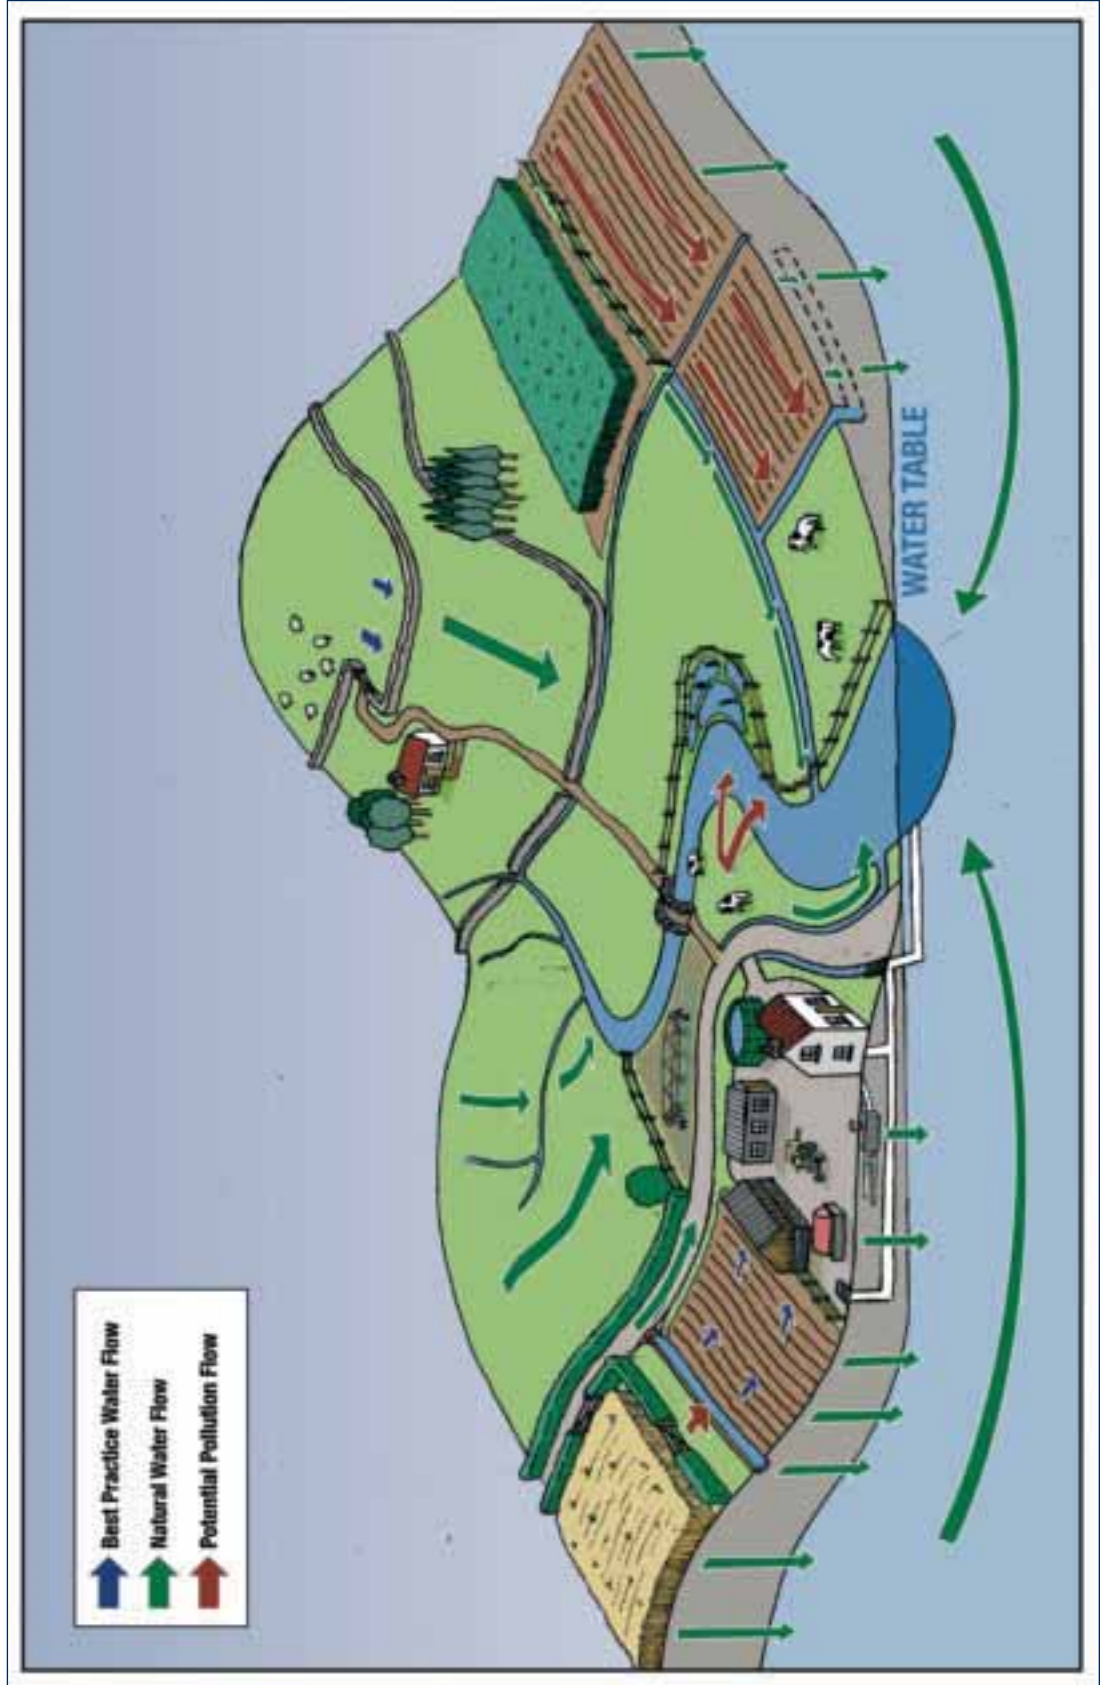 Best Practice Water Flow
Natural Water Flow
Potential Pollution Flow
WATER TABLE